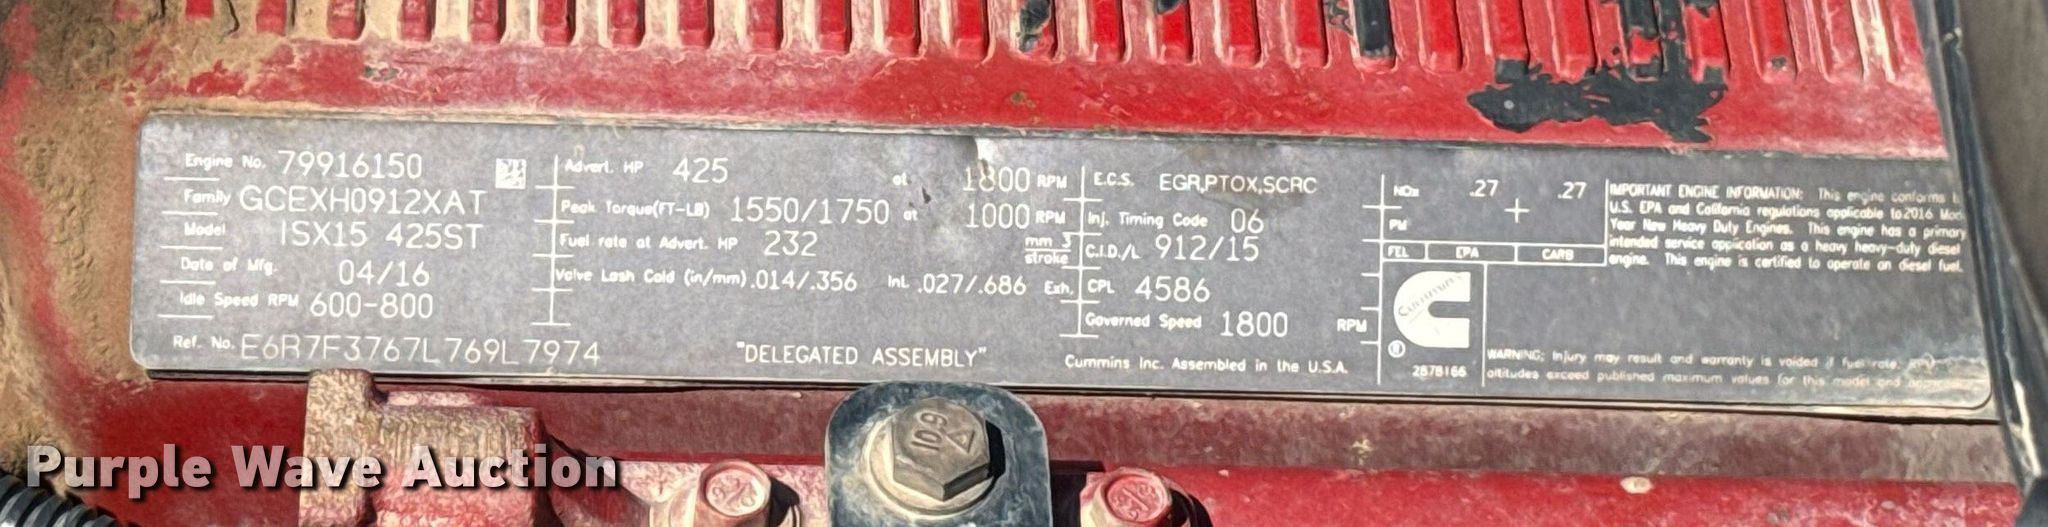 Engine No. 79916150
Family GCEXH0912XAT
Model ISX15 425ST
Date of Mfg. 04/16
Idle Speed RPM 600-800
Ref. No. E6R7F3767L769L7974
Advert. HP 425 at 1800 RPM
Peak Torque(FT-LB) 1550/1750 at 1000 RPM
Fuel rate at Advert. HP 232 mm 3 stroke
Valve Lash Cold (in/mm) .014/.356 Int. .027/.686 Exh.
"DELEGATED ASSEMBLY"
E.C.S. EGR,PTOX,SCRC
Inj. Timing Code 06
C.I.D./L 912/15
CPL 4586
Governed Speed 1800 RPM
Cummins Inc. Assembled in the U.S.A.
NOx .27 + .27
PM
FEL EPA CARB
Cummins
®
2878166
IMPORTANT ENGINE INFORMATION: This engine conforms
U.S. EPA and California regulations applicable to 2016
Year New Heavy Duty Engines. This engine has a primary
intended service application as a heavy heavy-duty diesel
engine. This engine is certified to operate on diesel fuel.
WARNING: Injury may result and warranty is voided if fuel rate,
altitudes exceed published maximum values for this model and
10.9
Purple Wave Auction